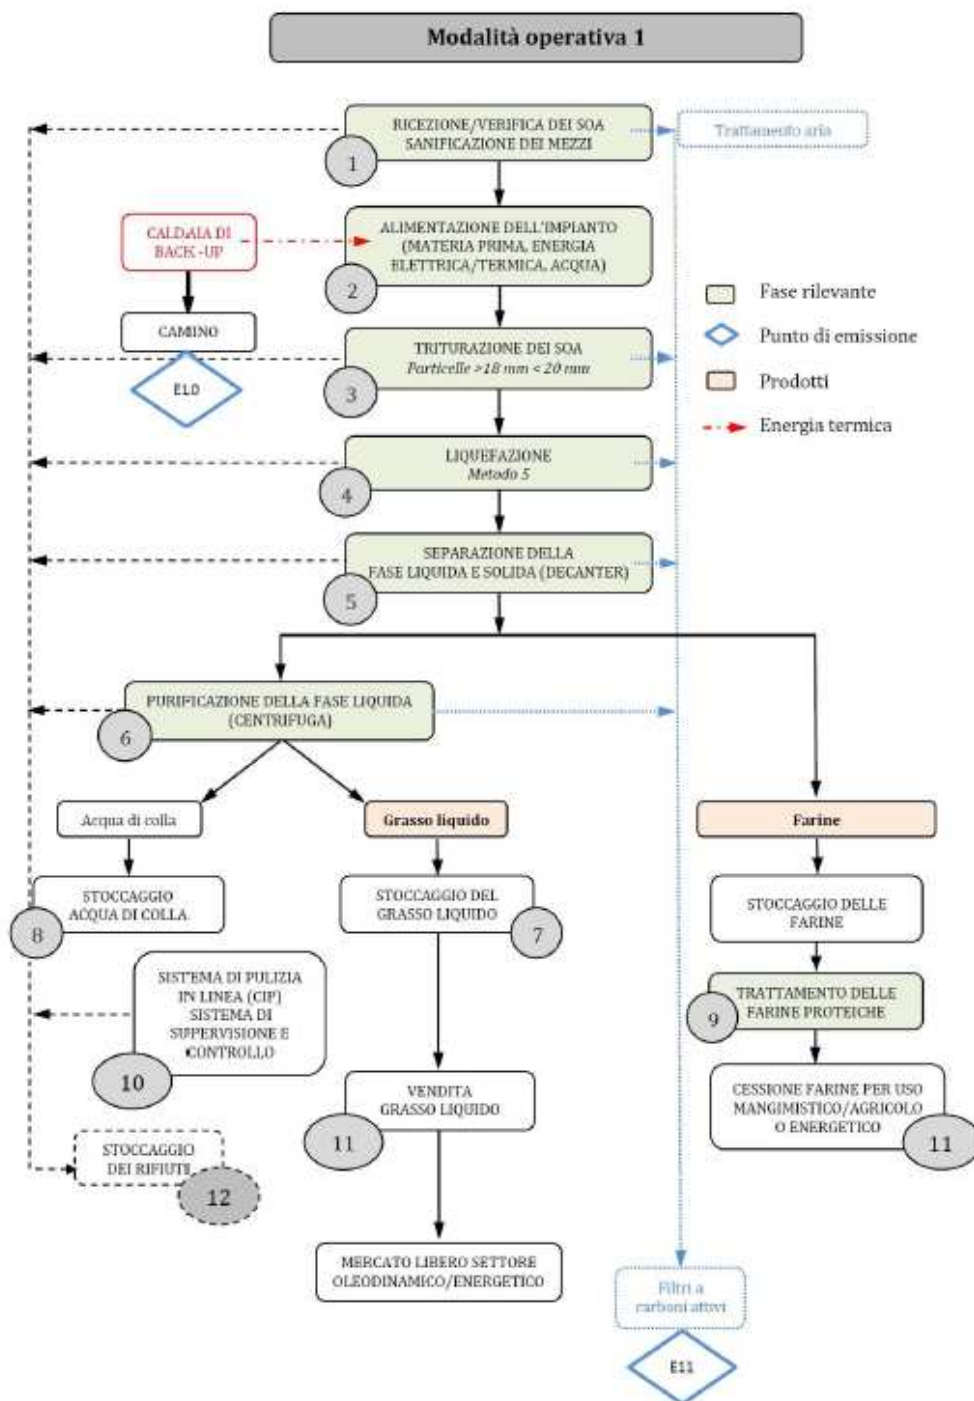 Modalità operativa 1
RICEZIONE/VERIFICA DEI SOA
SANIFICAZIONE DEI MEZZI
1
Trattamento aria
CALDAIA DI
BACK -UP
ALIMENTAZIONE DELL'IMPIANTO
(MATERIA PRIMA, ENERGIA
ELETTRICA/TERMICA, ACQUA)
2
CAMINO
E10
Fase rilevante
Punto di emissione
Prodotti
Energia termica
TRITURAZIONE DEI SOA
Particelle >18 mm < 20 mm
3
LIQUEFAZIONE
Metodo 5
4
SEPARAZIONE DELLA
FASE LIQUIDA E SOLIDA (DECANTER)
5
PURIFICAZIONE DELLA FASE LIQUIDA
(CENTRIFUGA)
6
Acqua di colla
Grasso liquido
Farine
STOCCAGGIO
ACQUA DI COLLA
8
STOCCAGGIO DEL
GRASSO LIQUIDO
7
STOCCAGGIO DELLE
FARINE
SISTEMA DI PULIZIA
IN LINEA (CIP)
SISTEMA DI
SUPERVISIONE E
CONTROLLO
10
TRATTAMENTO DELLE
FARINE PROTEICHE
9
VENDITA
GRASSO LIQUIDO
11
CESSIONE FARINE PER USO
MANGIMISTICO/AGRICOLO
O ENERGETICO
11
STOCCAGGIO
DEI RIFIUTI
12
MERCATO LIBERO SETTORE
OLEODINAMICO/ENERGETICO
Filtri a
carboni attivi
E11